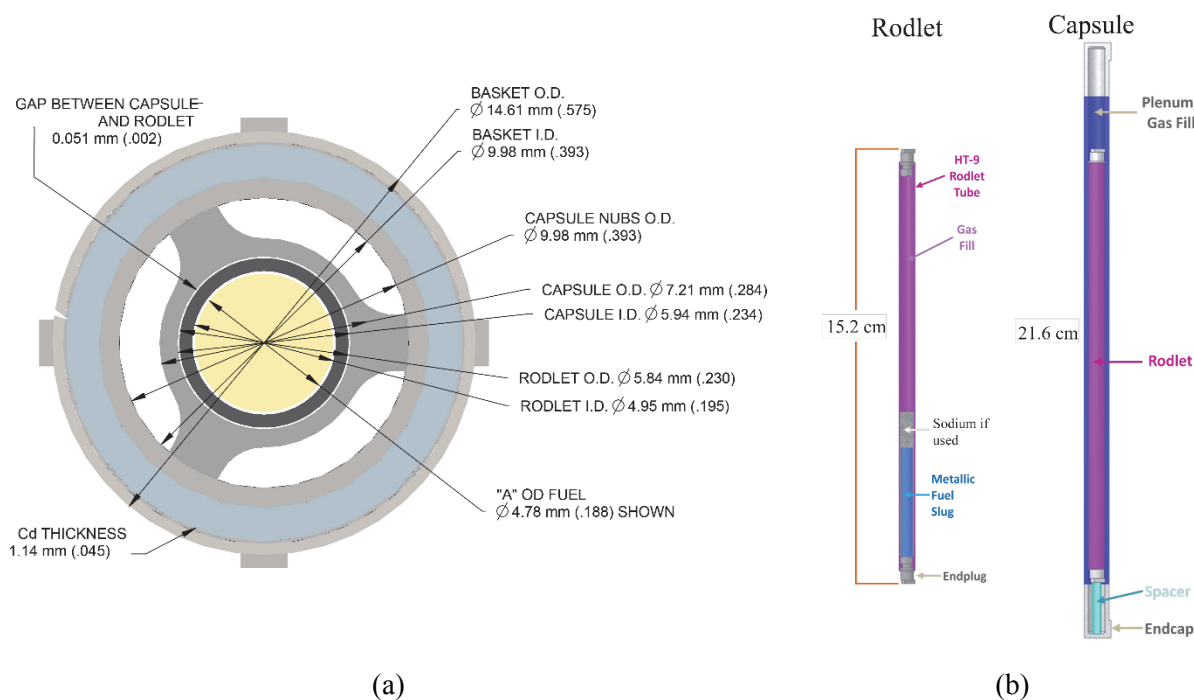 GAP BETWEEN CAPSULE
AND RODLET
0.051 mm (.002)
BASKET O.D.
Ø 14.61 mm (.575)
BASKET I.D.
Ø 9.98 mm (.393)
CAPSULE NUBS O.D.
Ø 9.98 mm (.393)
CAPSULE O.D. Ø 7.21 mm (.284)
CAPSULE I.D. Ø 5.94 mm (.234)
RODLET O.D. Ø 5.84 mm (.230)
RODLET I.D. Ø 4.95 mm (.195)
"A" OD FUEL
Ø 4.78 mm (.188) SHOWN
Cd THICKNESS
1.14 mm (.045)
(a)
Rodlet
HT-9
Rodlet
Tube
Gas
Fill
15.2 cm
Sodium if
used
Metallic
Fuel
Slug
Endplug
Capsule
Plenum,
Gas Fill
21.6 cm
Rodlet
Spacer
Endcap
(b)